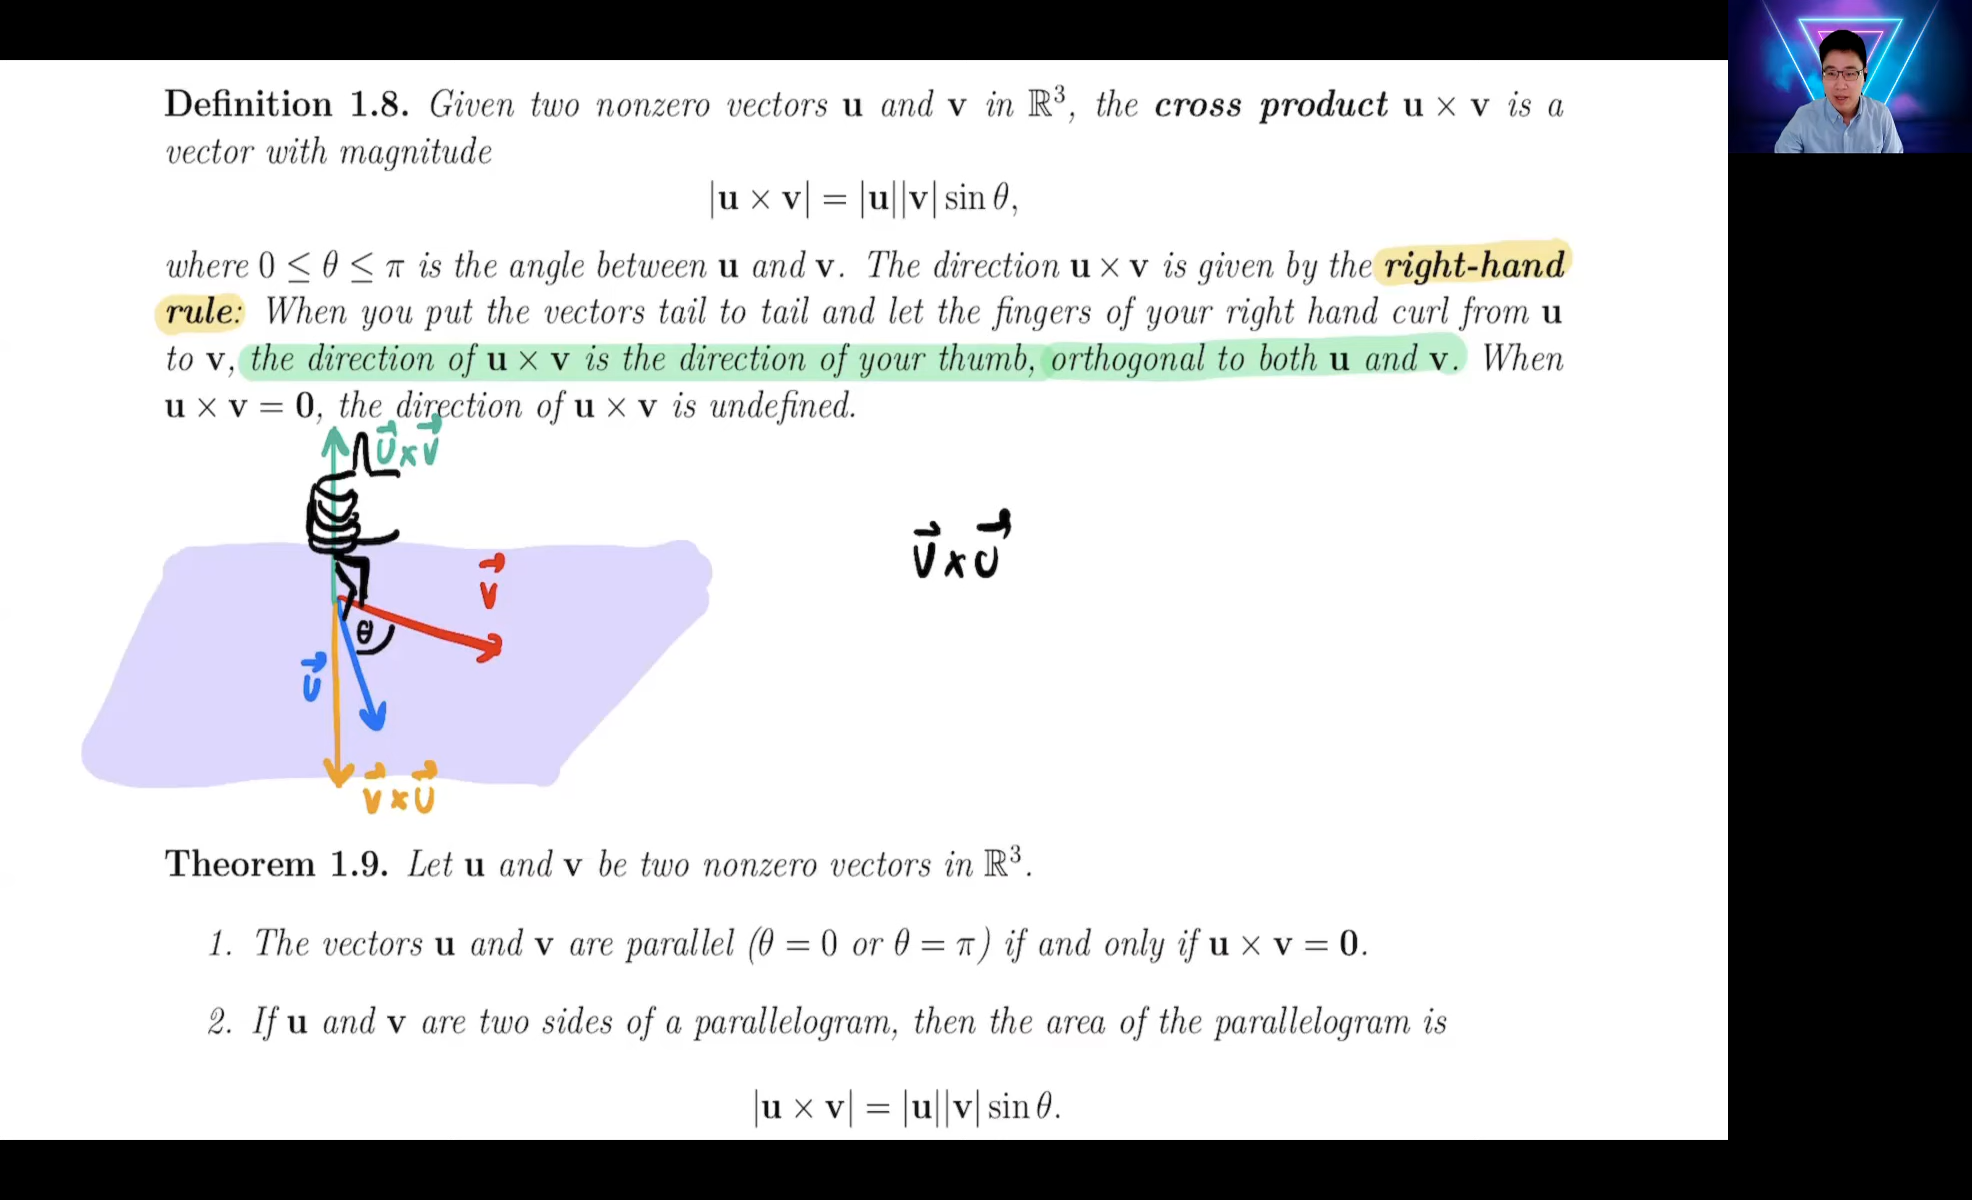 Definition 1.8. Given two nonzero vectors u and v in ℝ³, the cross product u × v is a
vector with magnitude
|u × v| = |u||v| sin θ,
where 0 ≤ θ ≤ π is the angle between u and v. The direction u × v is given by the right-hand
rule: When you put the vectors tail to tail and let the fingers of your right hand curl from u
to v, the direction of u × v is the direction of your thumb, orthogonal to both u and v. When
u × v = 0, the direction of u × v is undefined.
u⃗ × v⃗
v⃗ × u⃗
v⃗
θ
u⃗
v⃗ × u⃗
Theorem 1.9. Let u and v be two nonzero vectors in ℝ³.
1. The vectors u and v are parallel (θ = 0 or θ = π) if and only if u × v = 0.
2. If u and v are two sides of a parallelogram, then the area of the parallelogram is
|u × v| = |u||v| sin θ.